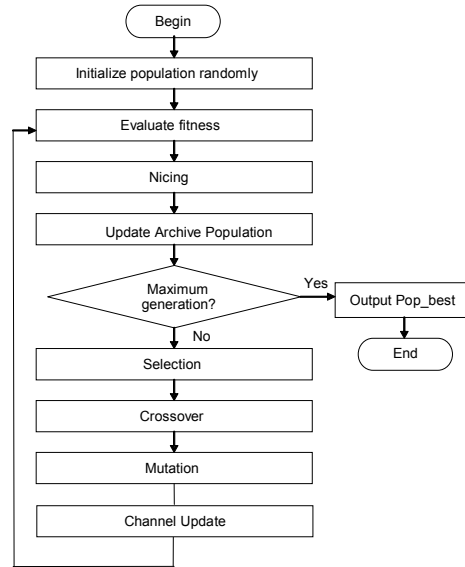 Begin
Initialize population randomly
Evaluate fitness
Nicing
Update Archive Population
Maximum
generation?
Yes
Output Pop_best
End
No
Selection
Crossover
Mutation
Channel Update